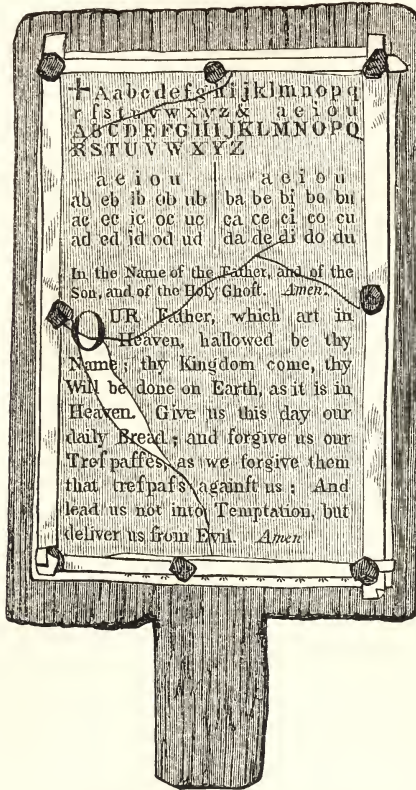 ✝Aabcdefghijklmnopq
rſstuvwxyz& aeiou
ABCDEFGHIJKLMNOPQ
RSTUVWXYZ
a e i o u | a e i o u
ab eb ib ob ub | ba be bi bo bu
ac ec ic oc uc | ca ce ci co cu
ad ed id od ud | da de di do du
In the Name of the Father, and of the
Son, and of the Holy Ghoſt. Amen.
OUR Father, which art in
Heaven, hallowed be thy
Name; thy Kingdom come, thy
Will be done on Earth, as it is in
Heaven. Give us this day our
daily Bread; and forgive us our
Treſpaſſes, as we forgive them
that treſpaſs againſt us: And
lead us not into Temptation, but
deliver us from Evil. Amen